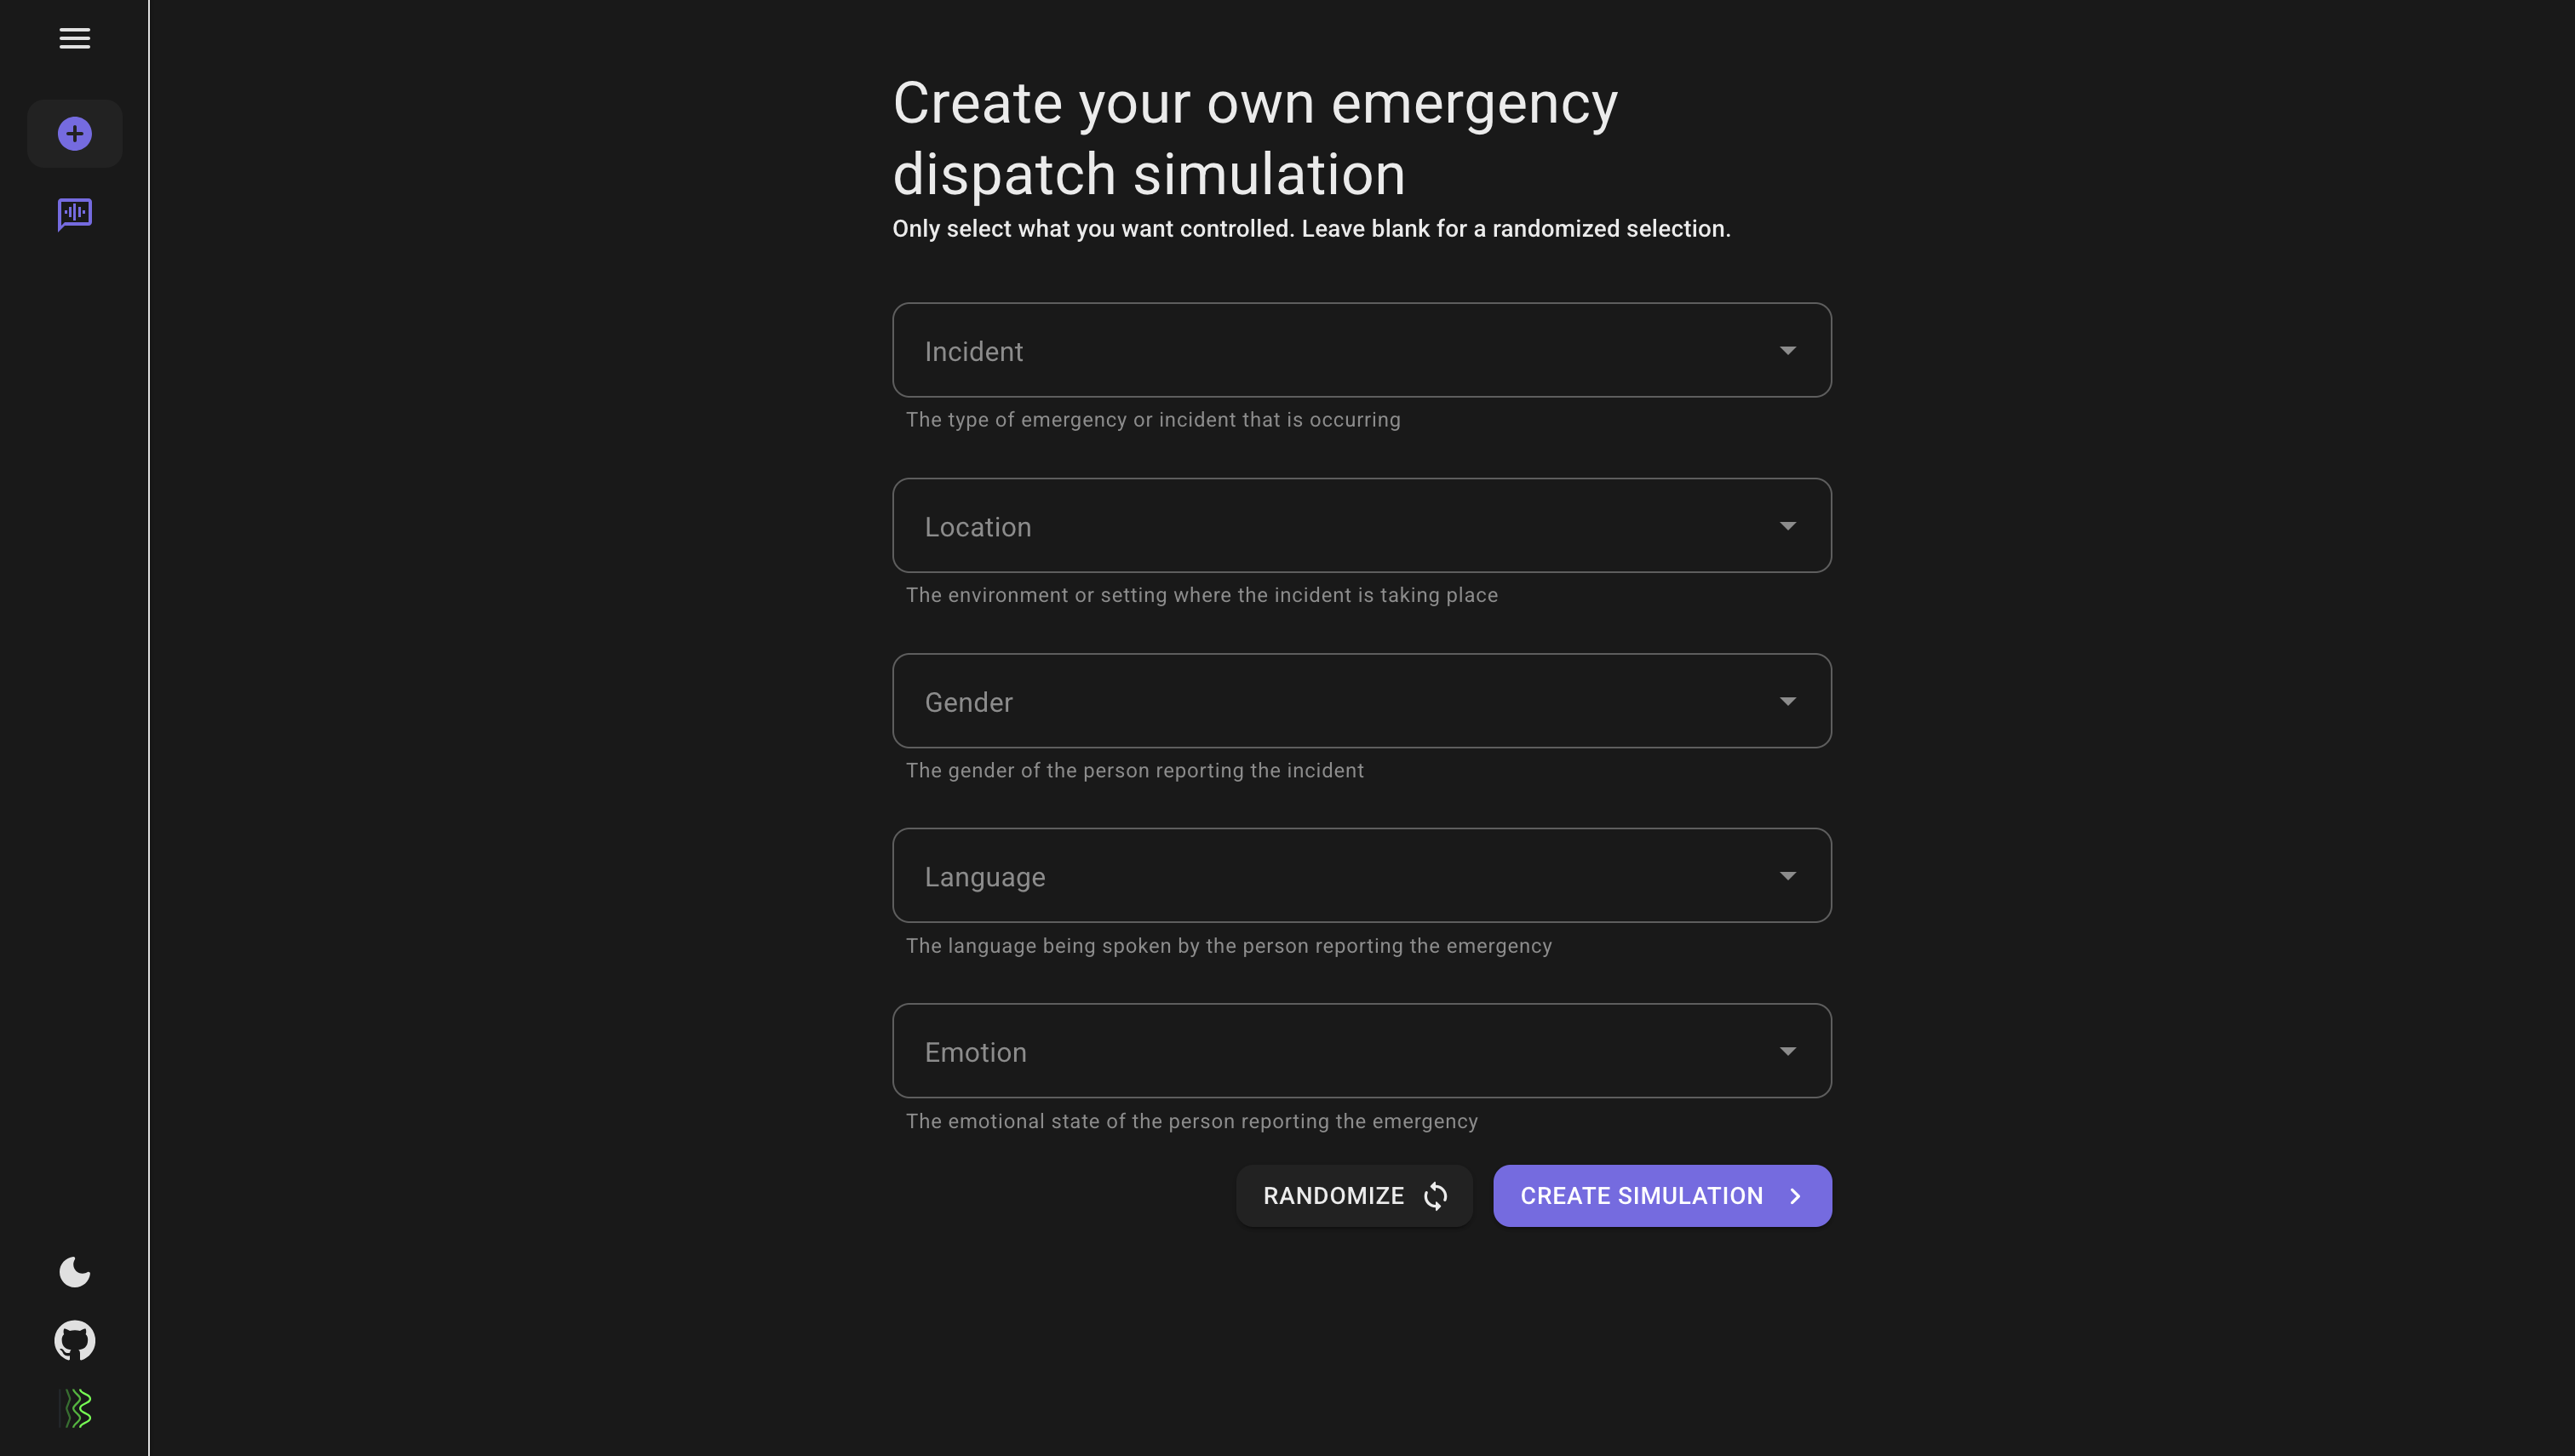 Create your own emergency
dispatch simulation
Only select what you want controlled. Leave blank for a randomized selection.
Incident
The type of emergency or incident that is occurring
Location
The environment or setting where the incident is taking place
Gender
The gender of the person reporting the incident
Language
The language being spoken by the person reporting the emergency
Emotion
The emotional state of the person reporting the emergency
RANDOMIZE
CREATE SIMULATION